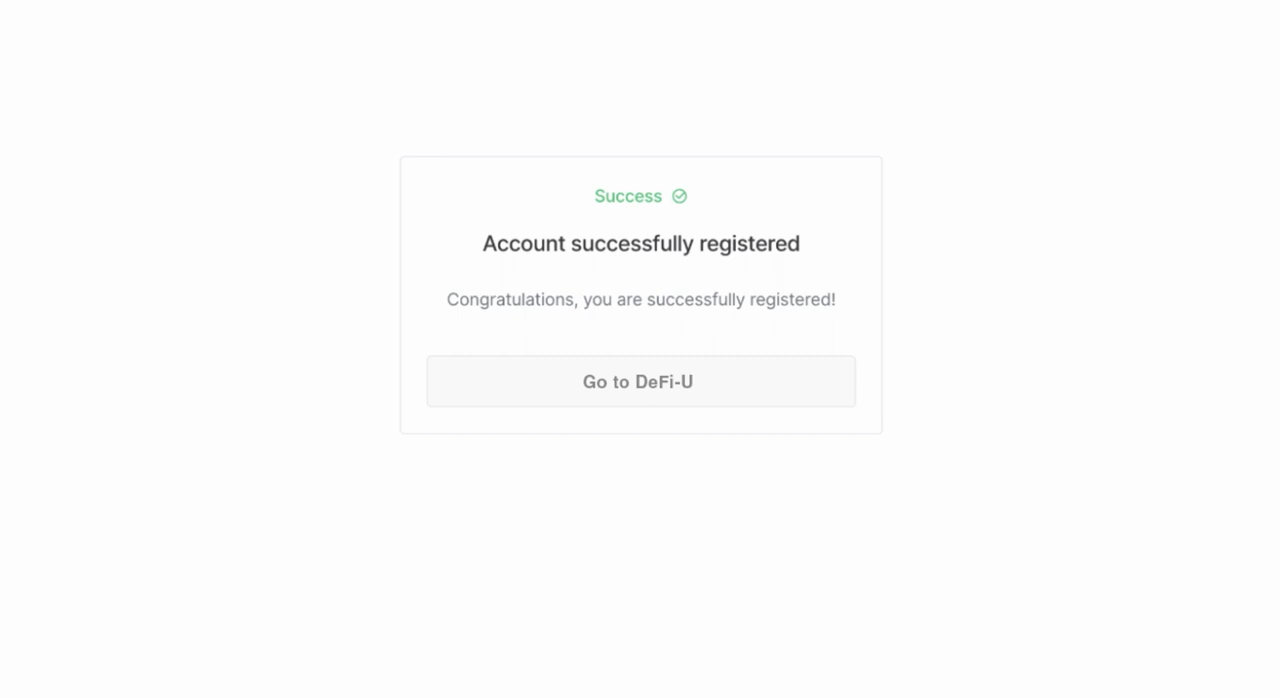 Success
Account successfully registered
Congratulations, you are successfully registered!
Go to DeFi-U